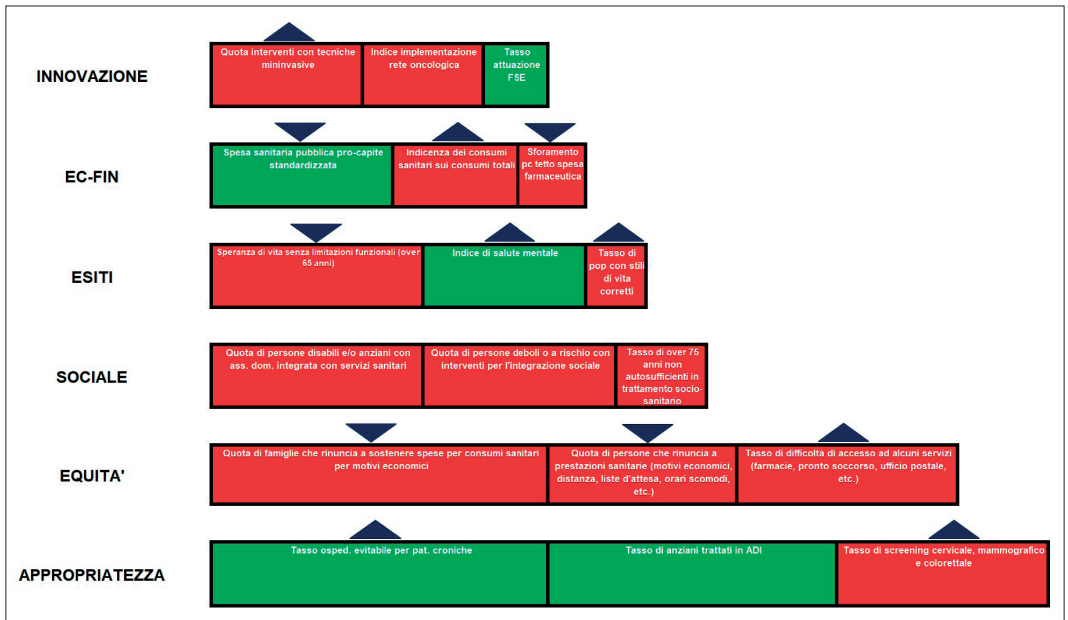 INNOVAZIONE
Quota interventi con tecniche
mininvasive
Indice implementazione
rete oncologica
Tasso
attuazione
FSE
EC-FIN
Spesa sanitaria pubblica pro-capite
standardizzata
Indicenza dei consumi
sanitari sui consumi totali
Sforamento
pc tetto spesa
farmaceutica
ESITI
Speranza di vita senza limitazioni funzionali (over
65 anni)
Indice di salute mentale
Tasso di
pop con stili
di vita
corretti
SOCIALE
Quota di persone disabili e/o anziani con
ass. dom. integrata con servizi sanitari
Quota di persone deboli o a rischio con
interventi per l'integrazione sociale
Tasso di over 75
anni non
autosufficienti in
trattamento socio-
sanitario
EQUITA'
Quota di famiglie che rinuncia a sostenere spese per consumi sanitari
per motivi economici
Quota di persone che rinuncia a
prestazioni sanitarie (motivi economici,
distanza, liste d'attesa, orari scomodi,
etc.)
Tasso di difficoltà di accesso ad alcuni servizi
(farmacie, pronto soccorso, ufficio postale,
etc.)
APPROPRIATEZZA
Tasso osped. evitabile per pat. croniche
Tasso di anziani trattati in ADI
Tasso di screening cervicale, mammografico
e colorettale